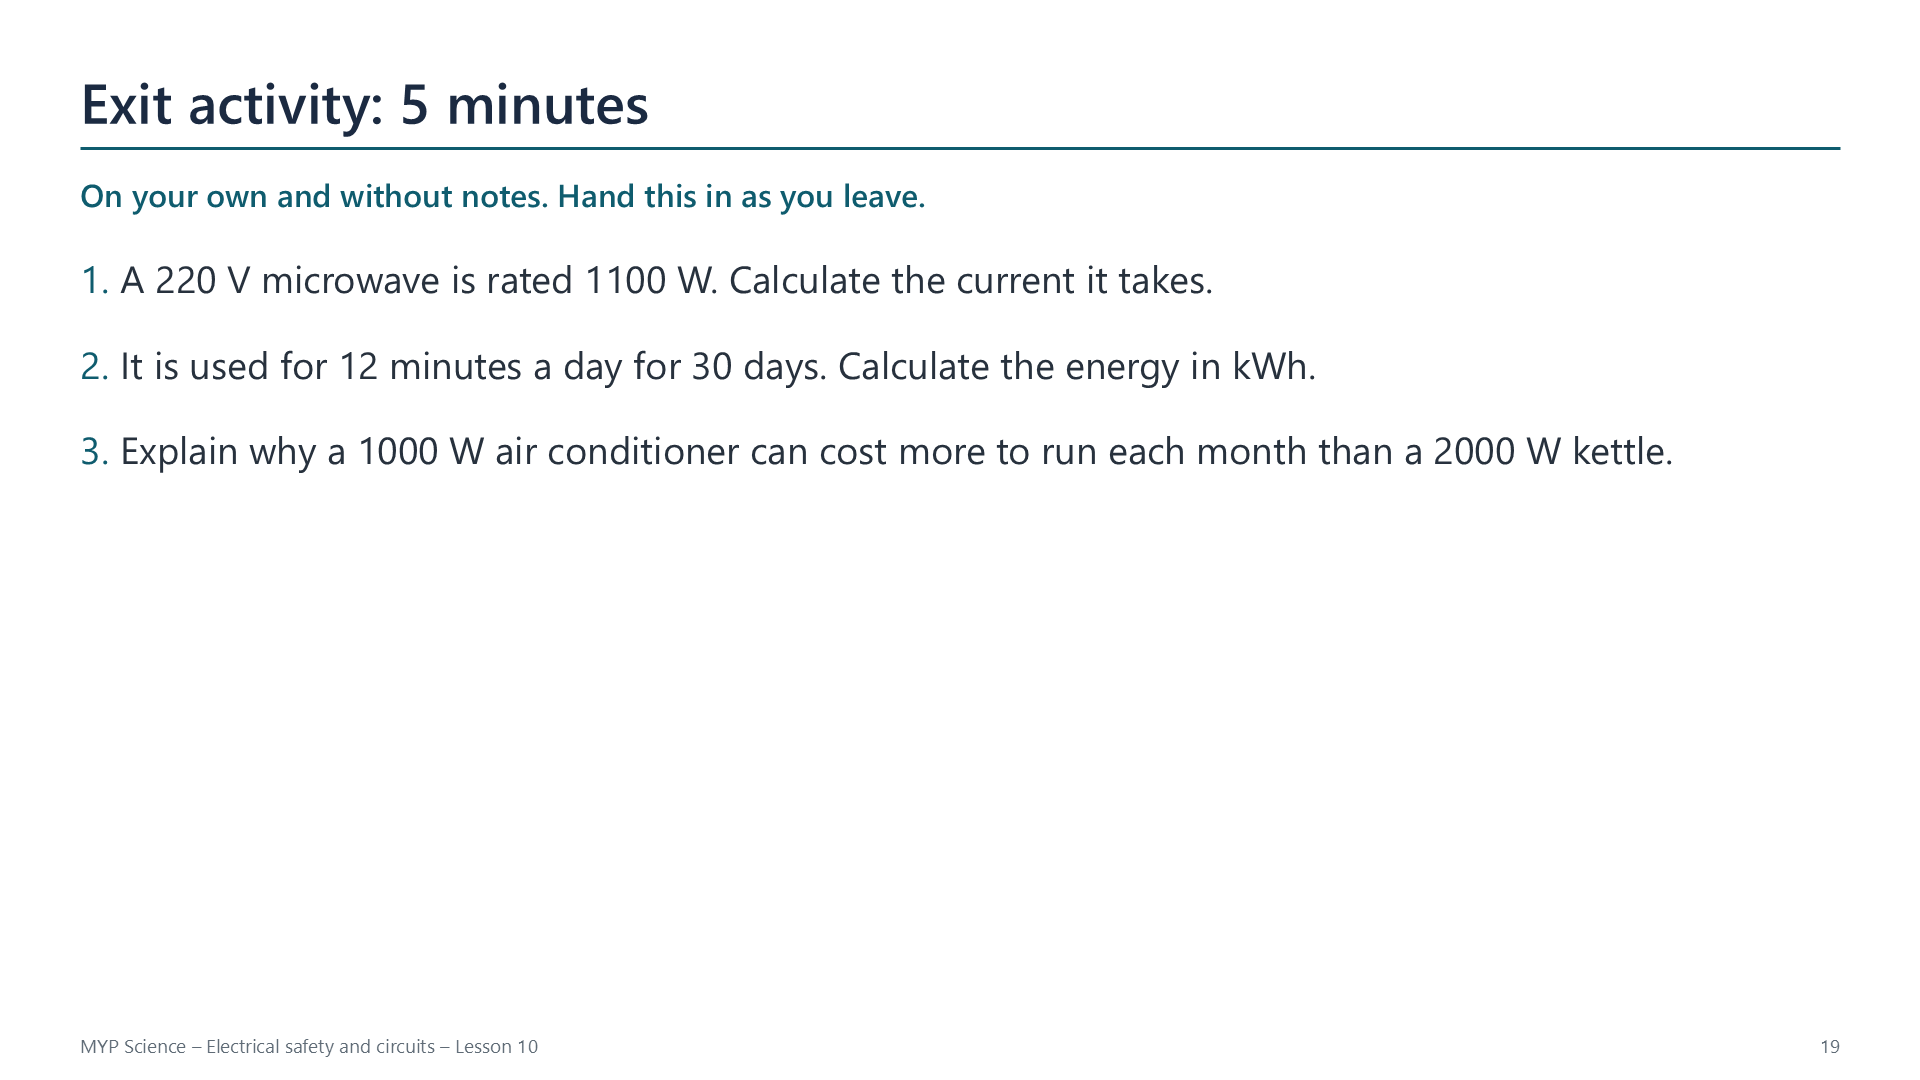 Exit activity: 5 minutes
On your own and without notes. Hand this in as you leave.
1. A 220 V microwave is rated 1100 W. Calculate the current it takes.
2. It is used for 12 minutes a day for 30 days. Calculate the energy in kWh.
3. Explain why a 1000 W air conditioner can cost more to run each month than a 2000 W kettle.
MYP Science – Electrical safety and circuits – Lesson 10
19